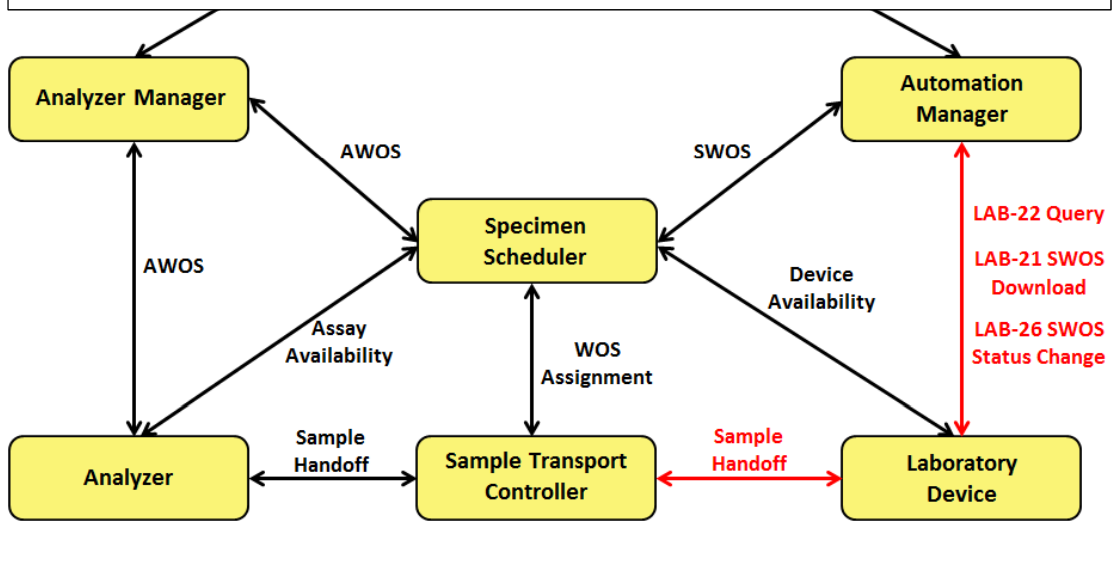 Analyzer Manager
Automation
Manager
AWOS
SWOS
Specimen
Scheduler
LAB-22 Query
LAB-21 SWOS
Download
LAB-26 SWOS
Status Change
AWOS
Device
Availability
Assay
Availability
WOS
Assignment
Sample
Handoff
Sample
Handoff
Analyzer
Sample Transport
Controller
Laboratory
Device